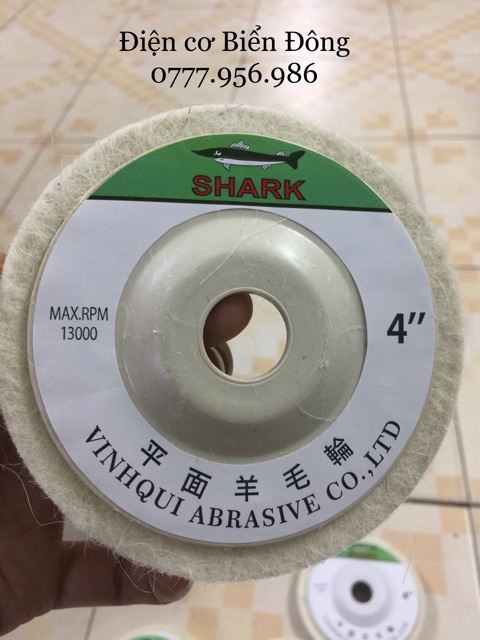 Điện cơ Biển Đông
0777.956.986
SHARK
MAX.RPM
13000
4"
平面羊毛輪
VINHQUI ABRASIVE CO.,LTD
4"